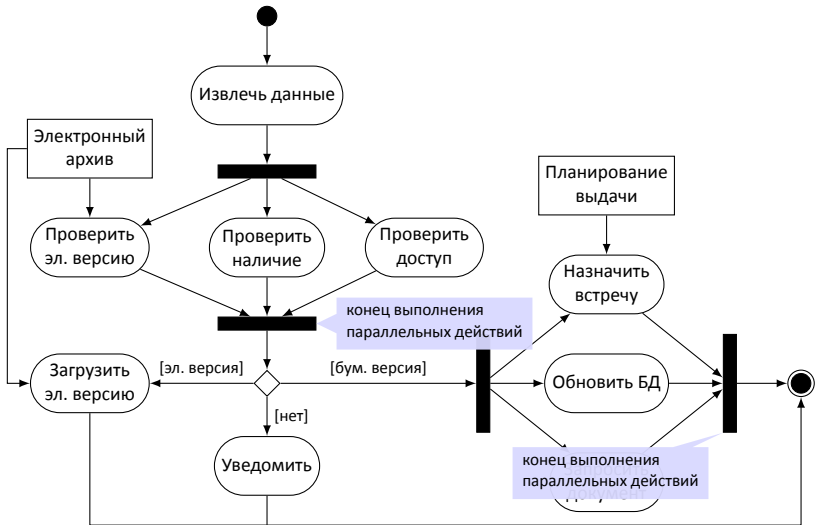 Извлечь данные
Электронный
архив
Планирование
выдачи
Проверить
эл. версию
Проверить
наличие
Проверить
доступ
Назначить
встречу
конец выполнения
параллельных действий
[эл. версия]
[бум. версия]
Загрузить
эл. версию
Обновить БД
[нет]
Уведомить
конец выполнения
параллельных действий